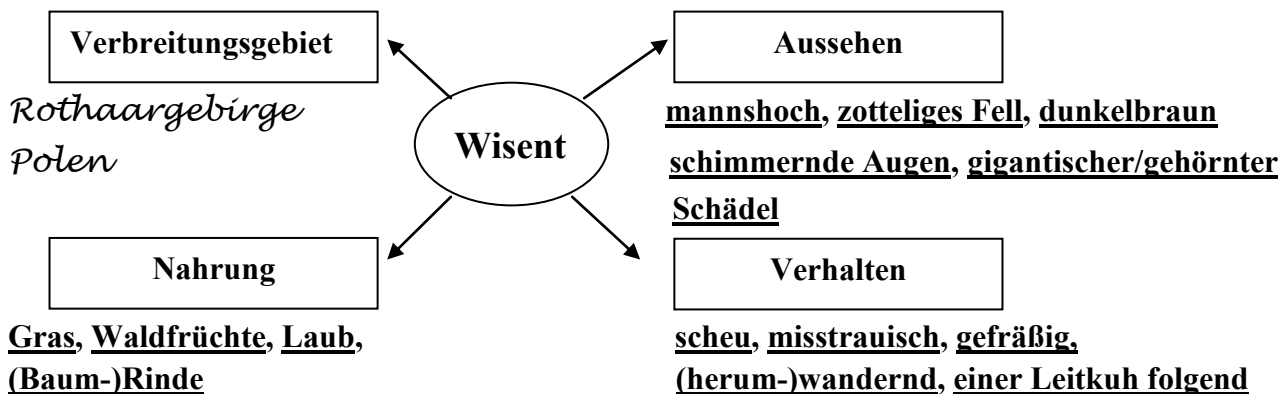 Verbreitungsgebiet
Rothaargebirge
Polen
Aussehen
mannshoch, zotteliges Fell, dunkelbraun
schimmernde Augen, gigantischer/gehörnter
Schädel
Wisent
Nahrung
Gras, Waldfrüchte, Laub,
(Baum-)Rinde
Verhalten
scheu, misstrauisch, gefräßig,
(herum-)wandernd, einer Leitkuh folgend